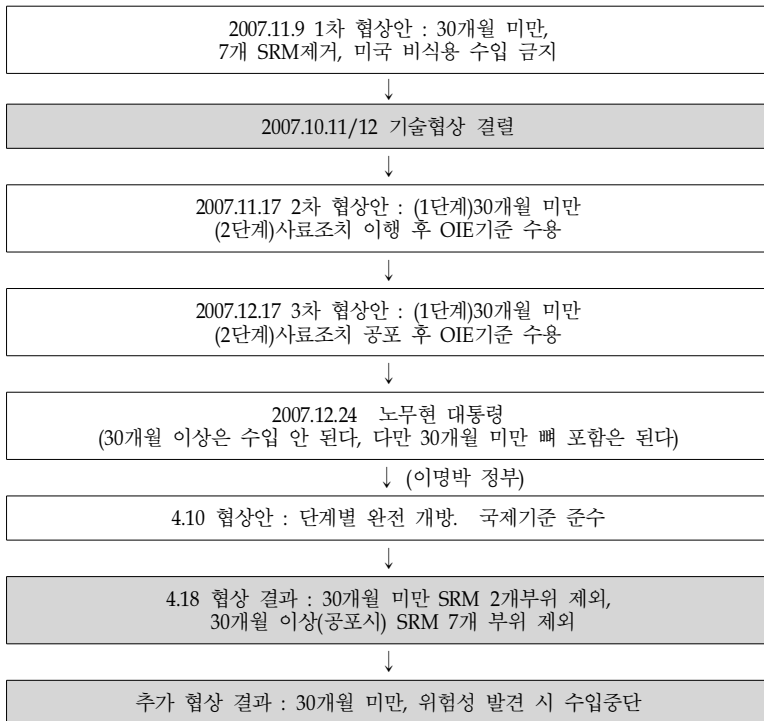 2007.11.9 1차 협상안 : 30개월 미만,
7개 SRM제거, 미국 비식용 수입 금지
↓
2007.10.11/12 기술협상 결렬
↓
2007.11.17 2차 협상안 : (1단계)30개월 미만
(2단계)사료조치 이행 후 OIE기준 수용
↓
2007.12.17 3차 협상안 : (1단계)30개월 미만
(2단계)사료조치 공포 후 OIE기준 수용
↓
2007.12.24 노무현 대통령
(30개월 이상은 수입 안 된다, 다만 30개월 미만 뼈 포함은 된다)
↓ (이명박 정부)
4.10 협상안 : 단계별 완전 개방. 국제기준 준수
↓
4.18 협상 결과 : 30개월 미만 SRM 2개부위 제외,
30개월 이상(공포시) SRM 7개 부위 제외
↓
추가 협상 결과 : 30개월 미만, 위험성 발견 시 수입중단